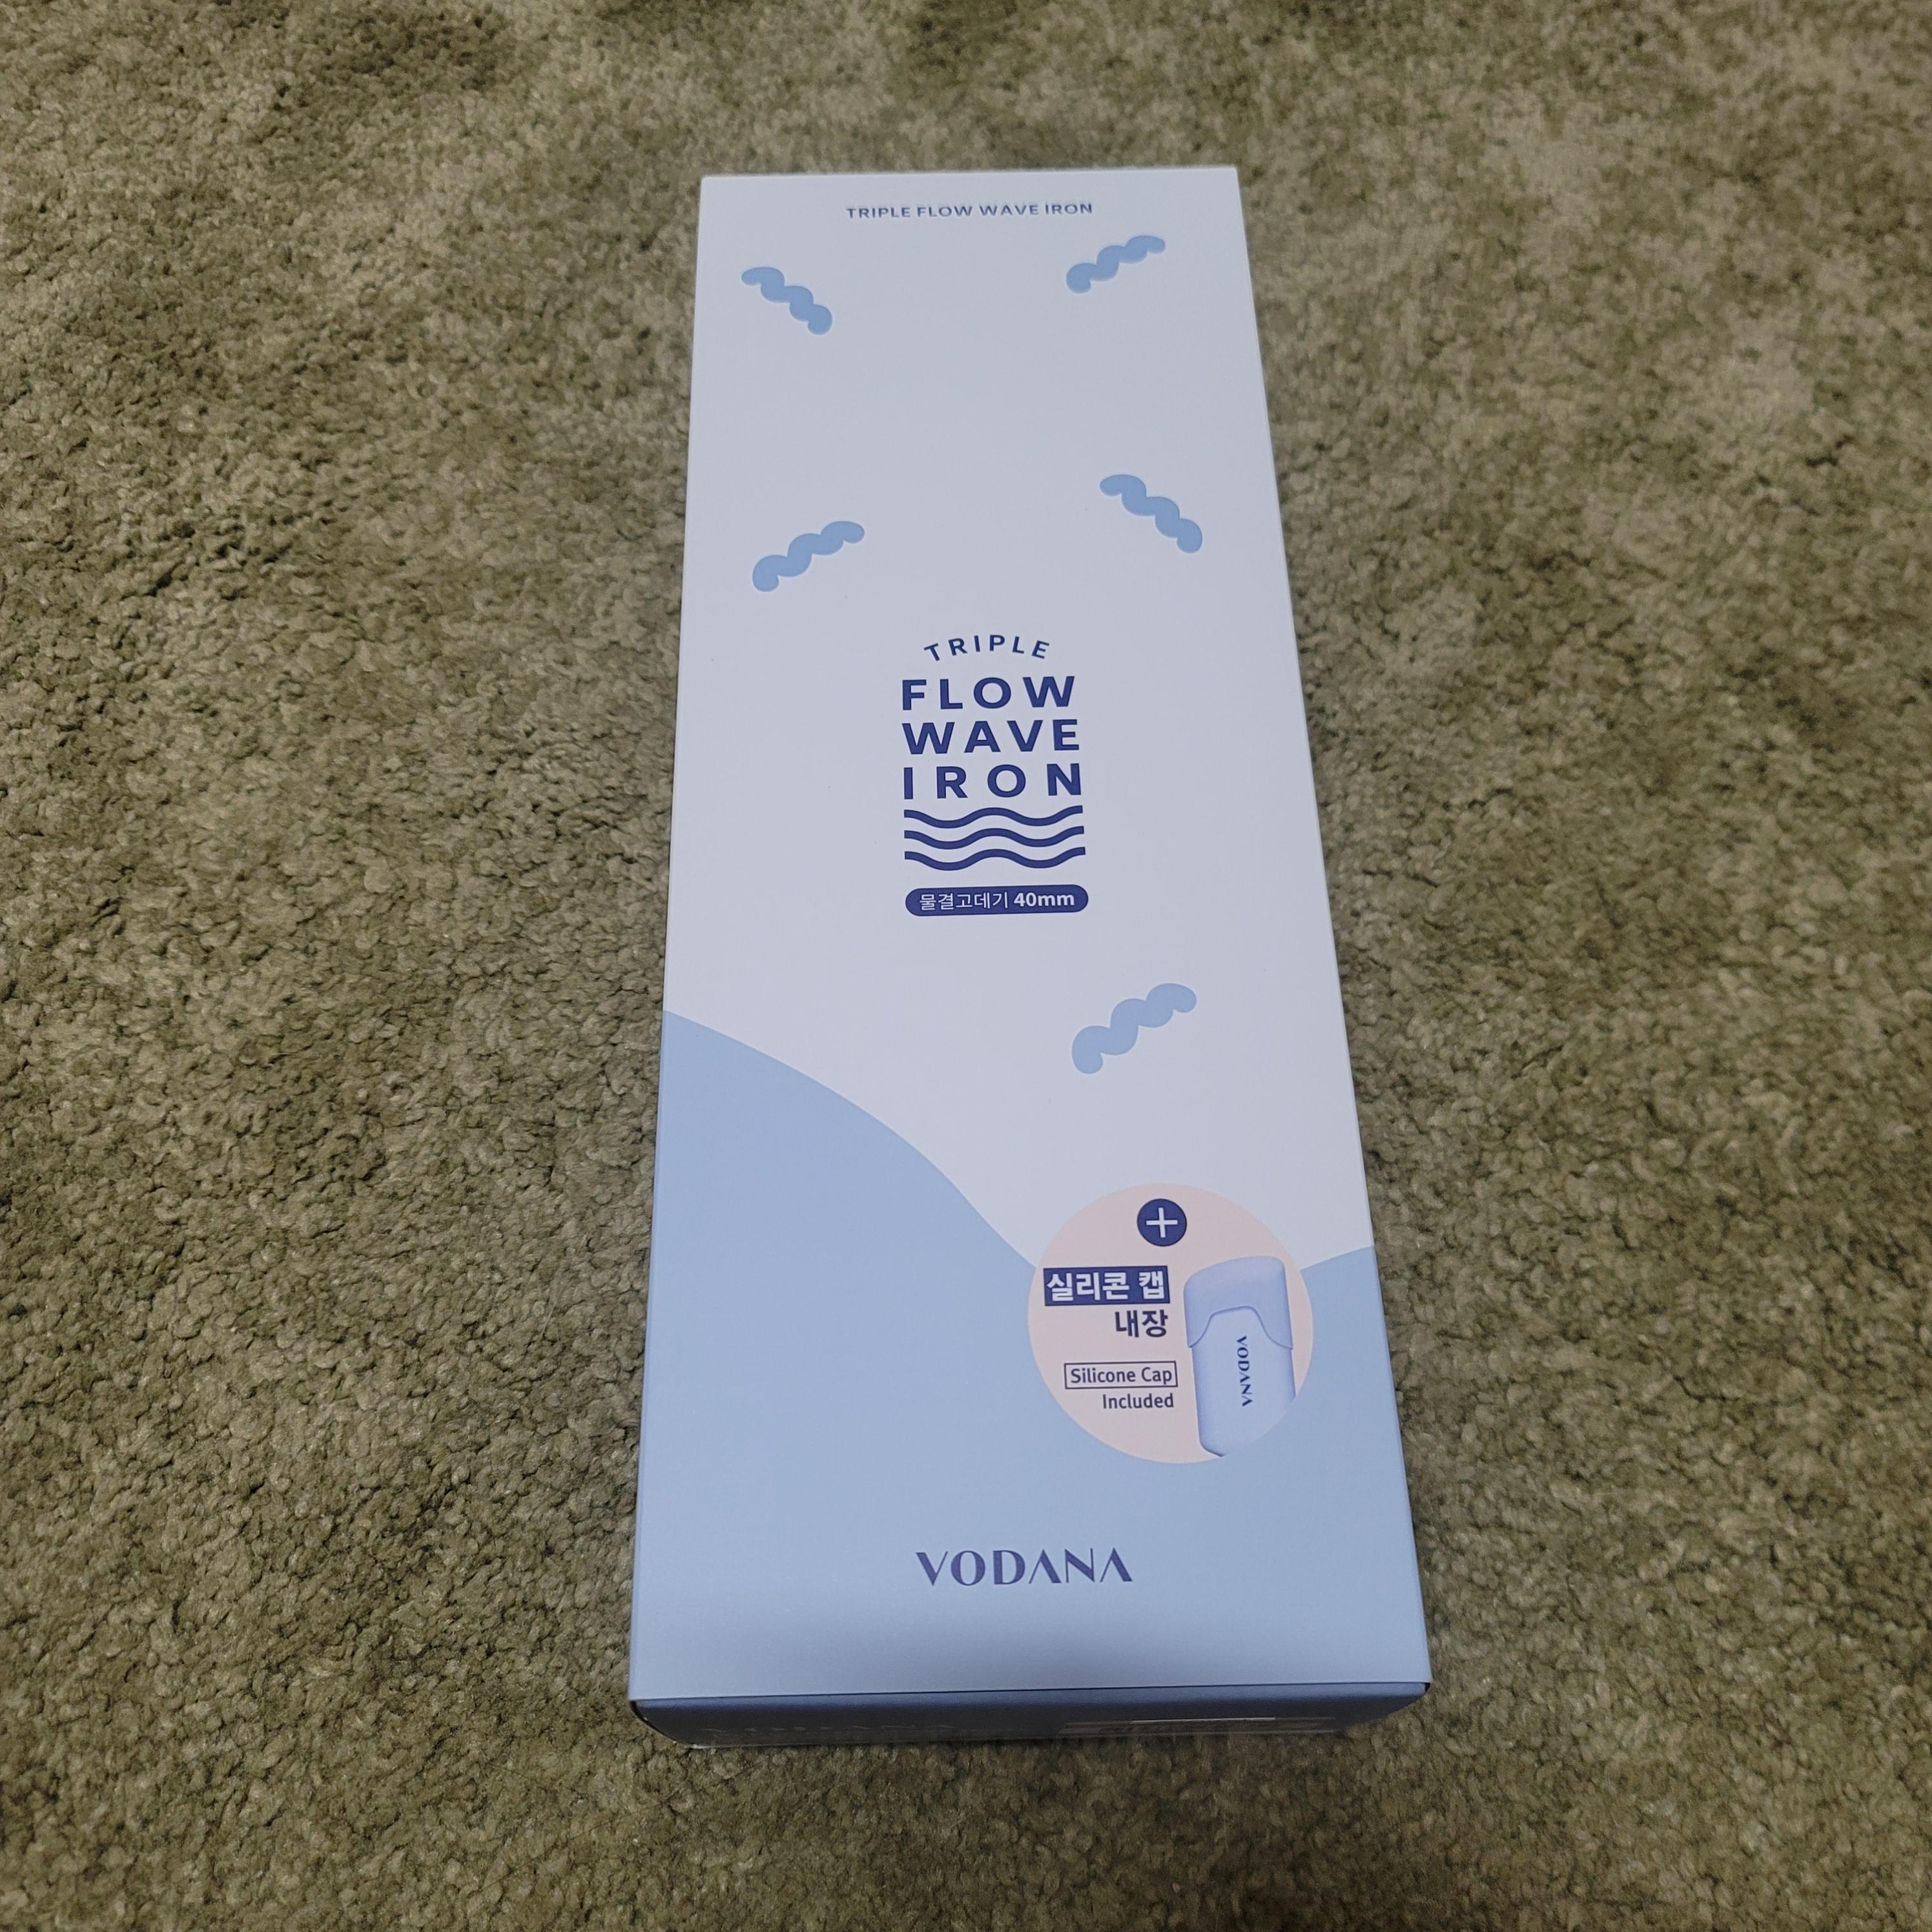 TRIPLE FLOW WAVE IRON
TRIPLE
FLOW
WAVE
IRON
물결고데기 40mm
실리콘 캡
내장
Silicone Cap
Included
VODANA
VODANA